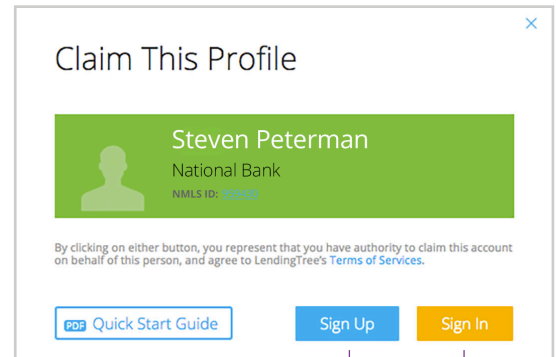 ×
Claim This Profile
Steven Peterman
National Bank
NMLS ID:
By clicking on either button, you represent that you have authority to claim this account
on behalf of this person, and agree to LendingTree's Terms of Services.
PDF Quick Start Guide
Sign Up
Sign In